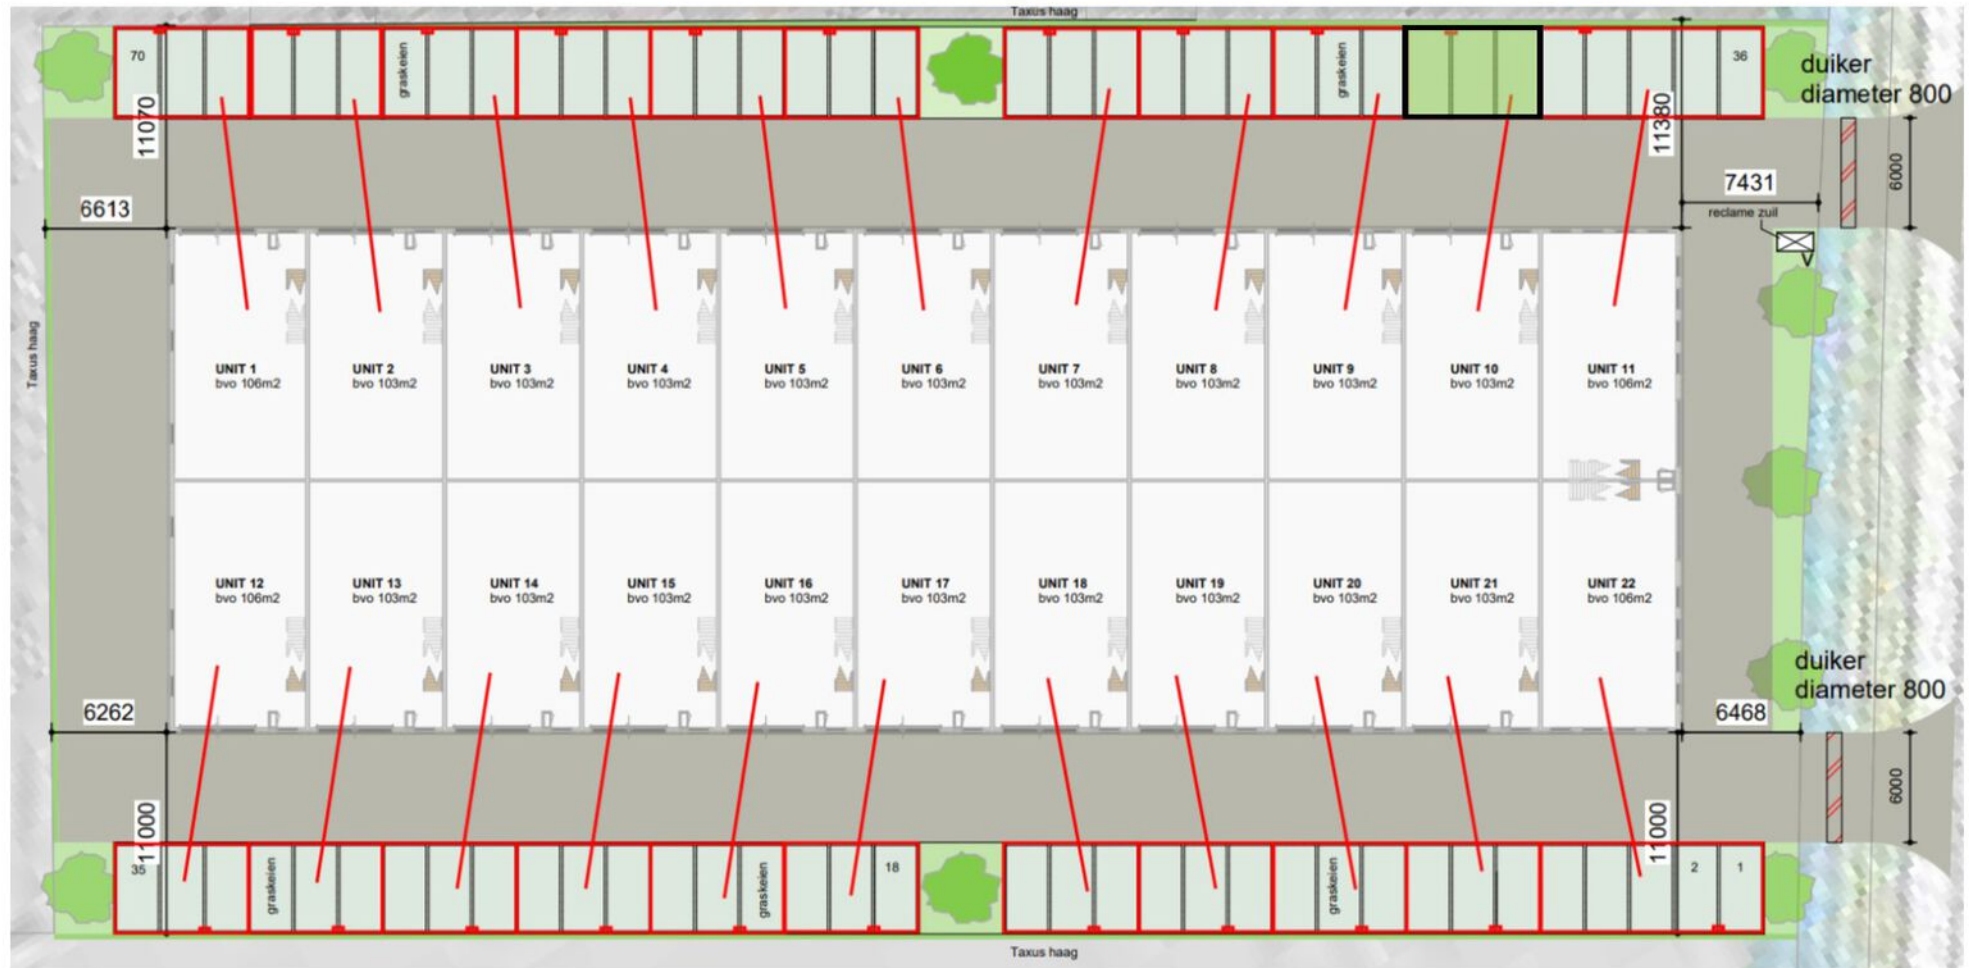 Taxus haag
70
graskeien
graskeien
36
duiker
diameter 800
11070
11380
6000
7431
6613
reclame zuil
V
Taxus haag
UNIT 1
bvo 106m2
UNIT 2
bvo 103m2
UNIT 3
bvo 103m2
UNIT 4
bvo 103m2
UNIT 5
bvo 103m2
UNIT 6
bvo 103m2
UNIT 7
bvo 103m2
UNIT 8
bvo 103m2
UNIT 9
bvo 103m2
UNIT 10
bvo 103m2
UNIT 11
bvo 106m2
UNIT 12
bvo 106m2
UNIT 13
bvo 103m2
UNIT 14
bvo 103m2
UNIT 15
bvo 103m2
UNIT 16
bvo 103m2
UNIT 17
bvo 103m2
UNIT 18
bvo 103m2
UNIT 19
bvo 103m2
UNIT 20
bvo 103m2
UNIT 21
bvo 103m2
UNIT 22
bvo 106m2
duiker
diameter 800
6262
6468
6000
11000
11000
35
graskeien
graskeien
18
graskeien
2
1
Taxus haag